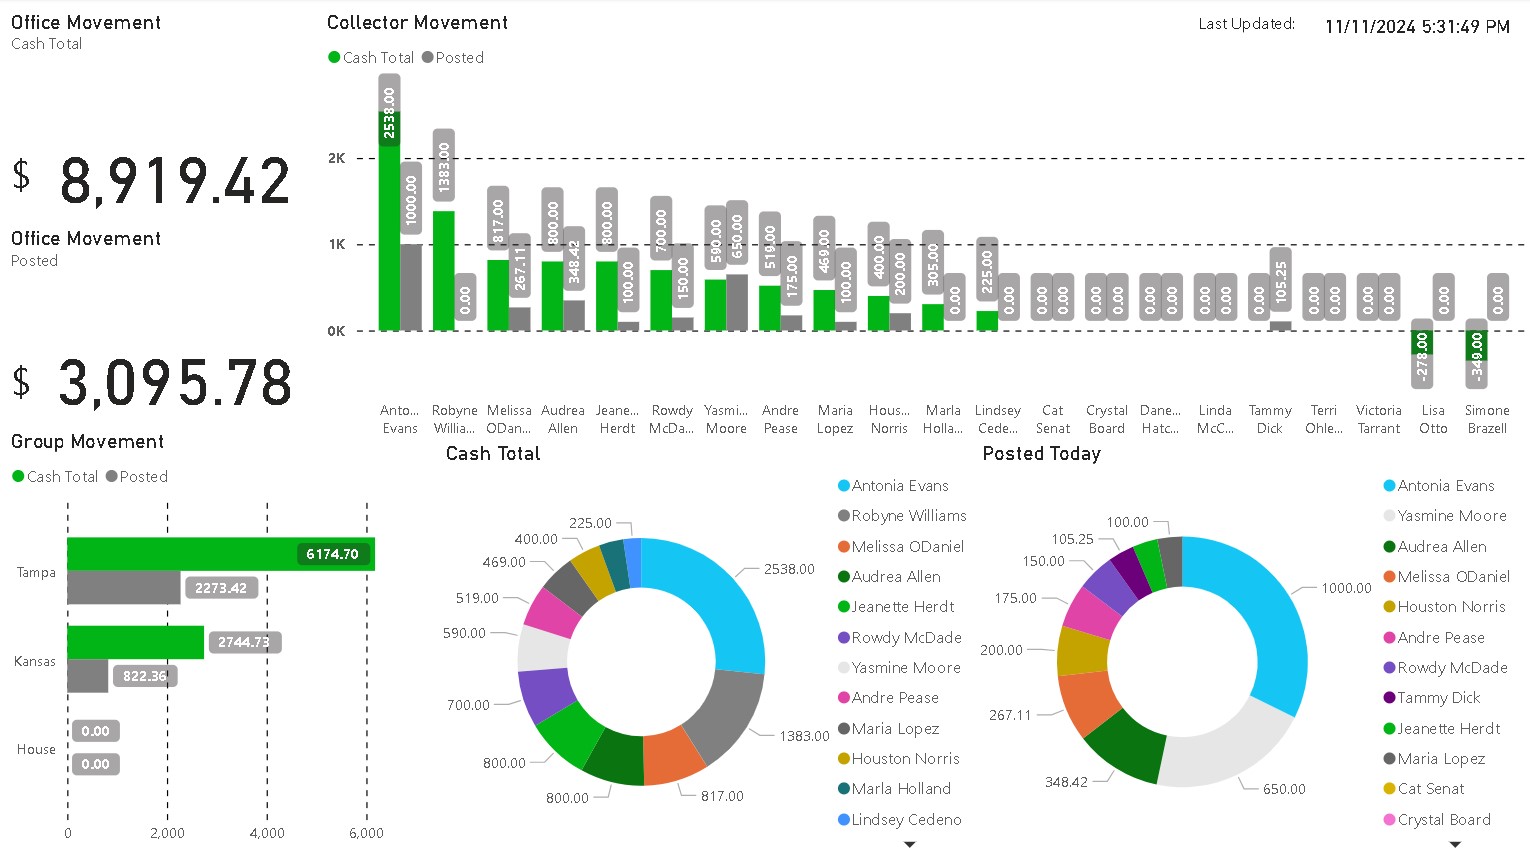 Office Movement
Cash Total
$ 8,919.42
Office Movement
Posted
$ 3,095.78
Collector Movement
Last Updated: 11/11/2024 5:31:49 PM
Cash Total Posted
2K
1K
0K
2538.00
1000.00
1383.00
0.00
817.00
267.11
800.00
348.42
800.00
100.00
700.00
150.00
590.00
650.00
519.00
175.00
469.00
100.00
400.00
200.00
305.00
0.00
225.00
0.00
0.00
0.00
0.00
0.00
0.00
0.00
0.00
0.00
0.00
105.25
0.00
0.00
0.00
0.00
-278.00
0.00
-349.00
0.00
Anto... Evans
Robyne Willia...
Melissa ODan...
Audrea Allen
Jeane... Herdt
Rowdy McDa...
Yasmi... Moore
Andre Pease
Maria Lopez
Hous... Norris
Marla Holla...
Lindsey Cede...
Cat Senat
Crystal Board
Dane... Hatc...
Linda McC...
Tammy Dick
Terri Ohle...
Victoria Tarrant
Lisa Otto
Simone Brazell
Group Movement
Cash Total Posted
Tampa
6174.70
2273.42
Kansas
2744.73
822.36
House
0.00
0.00
0 2,000 4,000 6,000
Cash Total
2538.00
1383.00
817.00
800.00
800.00
700.00
590.00
519.00
469.00
400.00
225.00
Antonia Evans
Robyne Williams
Melissa ODaniel
Audrea Allen
Jeanette Herdt
Rowdy McDade
Yasmine Moore
Andre Pease
Maria Lopez
Houston Norris
Marla Holland
Lindsey Cedeno
Posted Today
1000.00
650.00
348.42
267.11
200.00
175.00
150.00
105.25
100.00
Antonia Evans
Yasmine Moore
Audrea Allen
Melissa ODaniel
Houston Norris
Andre Pease
Rowdy McDade
Tammy Dick
Jeanette Herdt
Maria Lopez
Cat Senat
Crystal Board